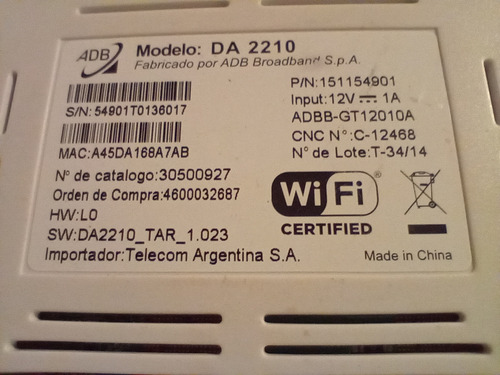 ADB
Modelo: DA 2210
Fabricado por ADB Broadband S.p.A.
S/N: 54901T0136017
MAC:A45DA168A7AB
P/N:151154901
Input:12V ⎓ 1A
ADBB-GT12010A
CNC N°:C-12468
N° de Lote:T-34/14
N° de catalogo:30500927
Orden de Compra:4600032687
HW:L0
SW:DA2210_TAR_1.023
Importador:Telecom Argentina S.A.
Wi Fi ®
CERTIFIED
Made in China